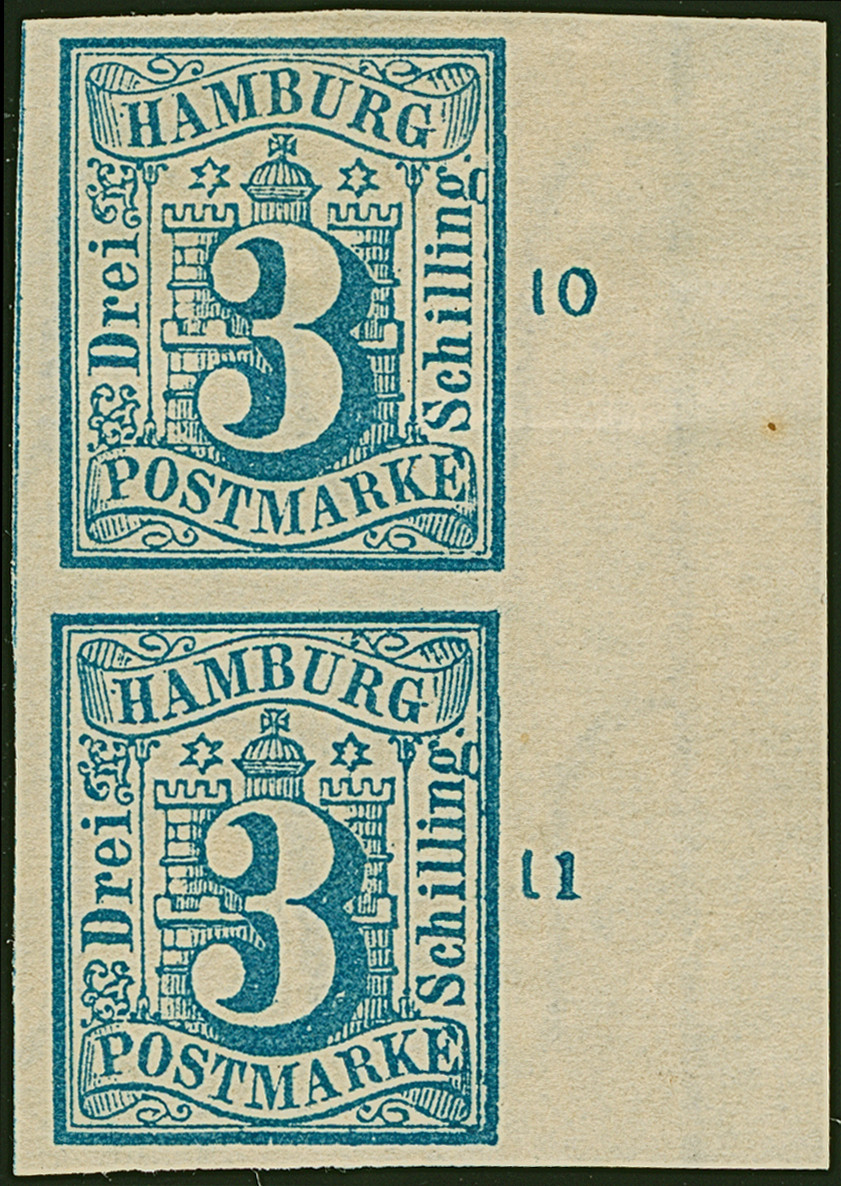 HAMBURG
Drei
3
Schilling.
POSTMARKE
10
HAMBURG
Drei
3
Schilling.
POSTMARKE
11